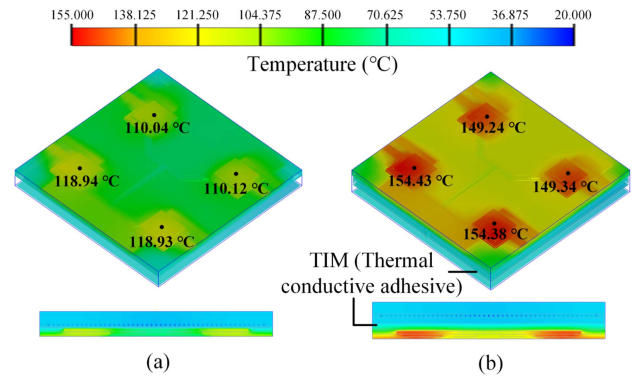 155.000 138.125 121.250 104.375 87.500 70.625 53.750 36.875 20.000
Temperature (℃)
110.04 ℃
118.94 ℃
110.12 ℃
118.93 ℃
149.24 ℃
154.43 ℃
149.34 ℃
154.38 ℃
TIM (Thermal
conductive adhesive)
(a)
(b)